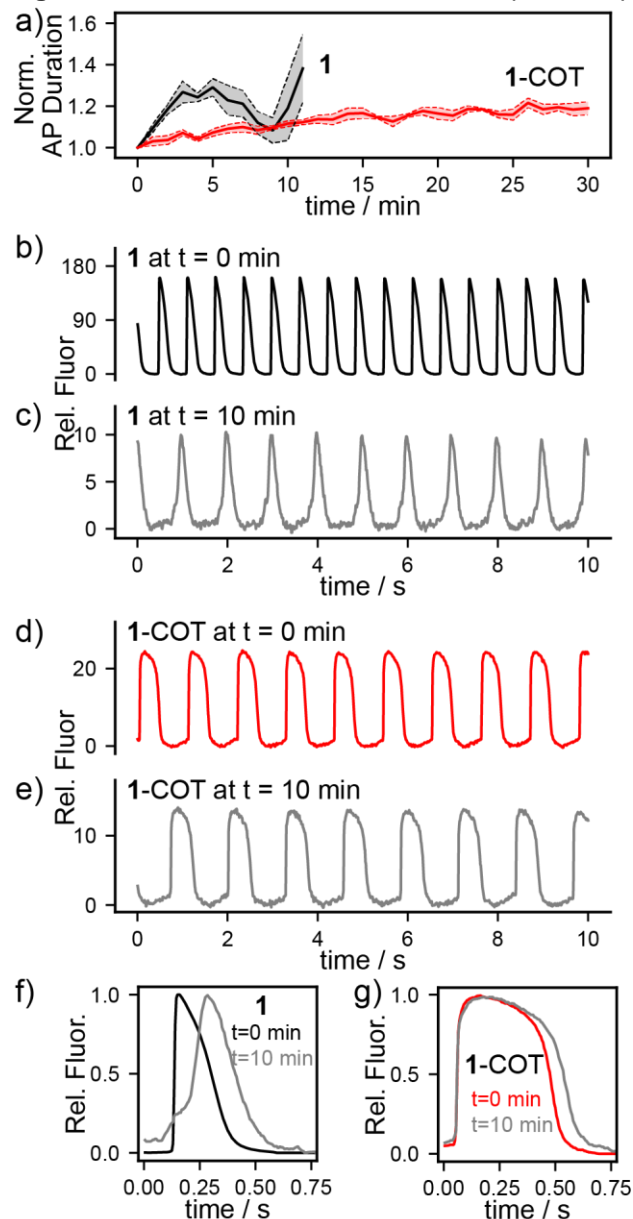 a)
1.6
1.4
1.2
1.0
Norm.
AP Duration
1
1-COT
0 5 10 15 20 25 30
time / min
b)
1 at t = 0 min
180
90
0
c)
1 at t = 10 min
Rel. Fluor
10
5
0
0 2 4 6 8 10
time / s
d)
1-COT at t = 0 min
20
0
e)
1-COT at t = 10 min
Rel. Fluor
10
0
0 2 4 6 8 10
time / s
f)
1
t=0 min
t=10 min
Rel. Fluor.
1.0
0.5
0.0
0.00 0.25 0.50 0.75
time / s
g)
1-COT
t=0 min
t=10 min
Rel. Fluor.
1.0
0.5
0.0
0.00 0.25 0.50 0.75
time / s